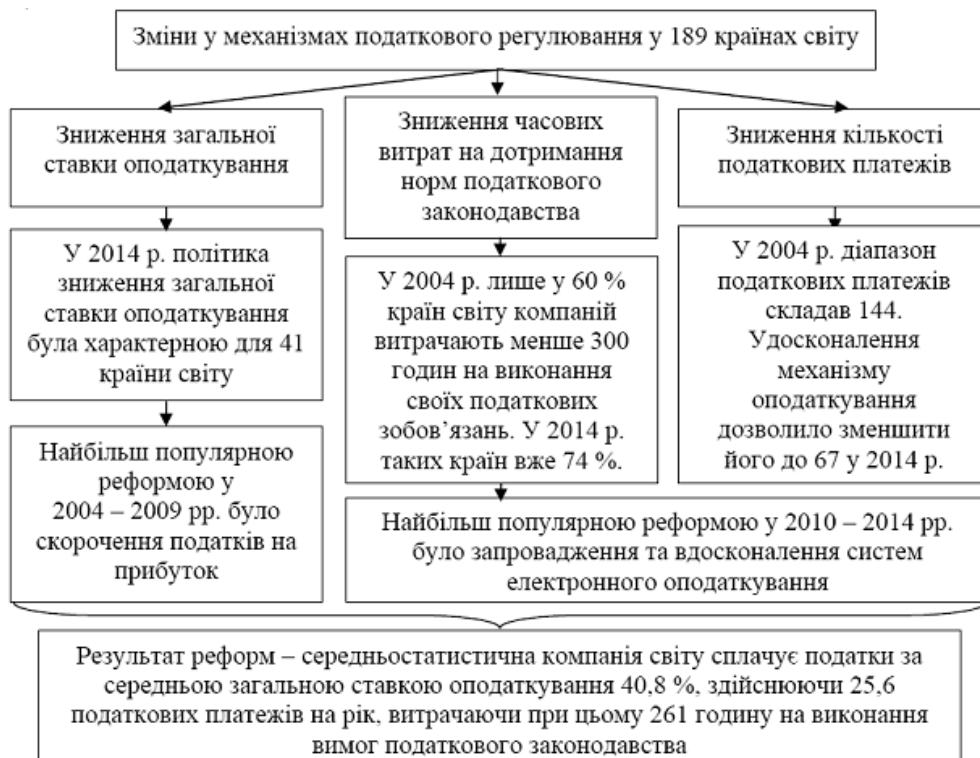 Зміни у механізмах податкового регулювання у 189 країнах світу
Зниження загальної
ставки оподаткування
Зниження часових
витрат на дотримання
норм податкового
законодавства
Зниження кількості
податкових платежів
У 2014 р. політика
зниження загальної
ставки оподаткування
була характерною для 41
країни світу
У 2004 р. лише у 60 %
країн світу компаній
витрачають менше 300
годин на виконання
своїх податкових
зобов’язань. У 2014 р.
таких країн вже 74 %.
У 2004 р. діапазон
податкових платежів
складав 144.
Удосконалення
механізму
оподаткування
дозволило зменшити
його до 67 у 2014 р.
Найбільш популярною
реформою у
2004 – 2009 рр. було
скорочення податків на
прибуток
Найбільш популярною реформою у 2010 – 2014 рр.
було запровадження та вдосконалення систем
електронного оподаткування
Результат реформ – середньостатистична компанія світу сплачує податки за
середньою загальною ставкою оподаткування 40,8 %, здійснюючи 25,6
податкових платежів на рік, витрачаючи при цьому 261 годину на виконання
вимог податкового законодавства